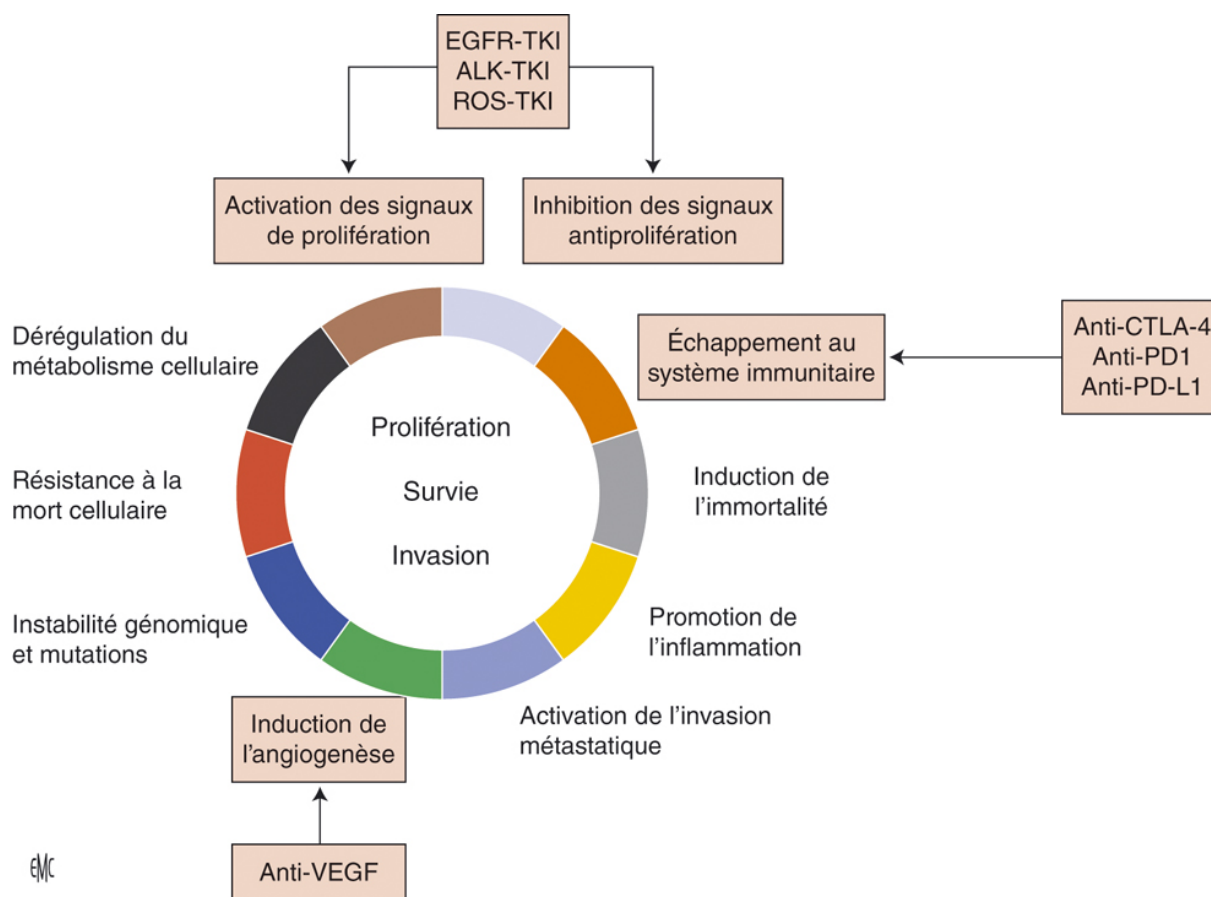 EGFR-TKI
ALK-TKI
ROS-TKI
Activation des signaux
de prolifération
Inhibition des signaux
antiprolifération
Dérégulation du
métabolisme cellulaire
Échappement au
système immunitaire
Anti-CTLA-4
Anti-PD1
Anti-PD-L1
Prolifération
Survie
Invasion
Résistance à la
mort cellulaire
Induction de
l’immortalité
Instabilité génomique
et mutations
Promotion de
l’inflammation
Induction de
l’angiogenèse
Activation de l’invasion
métastatique
Anti-VEGF
EMC